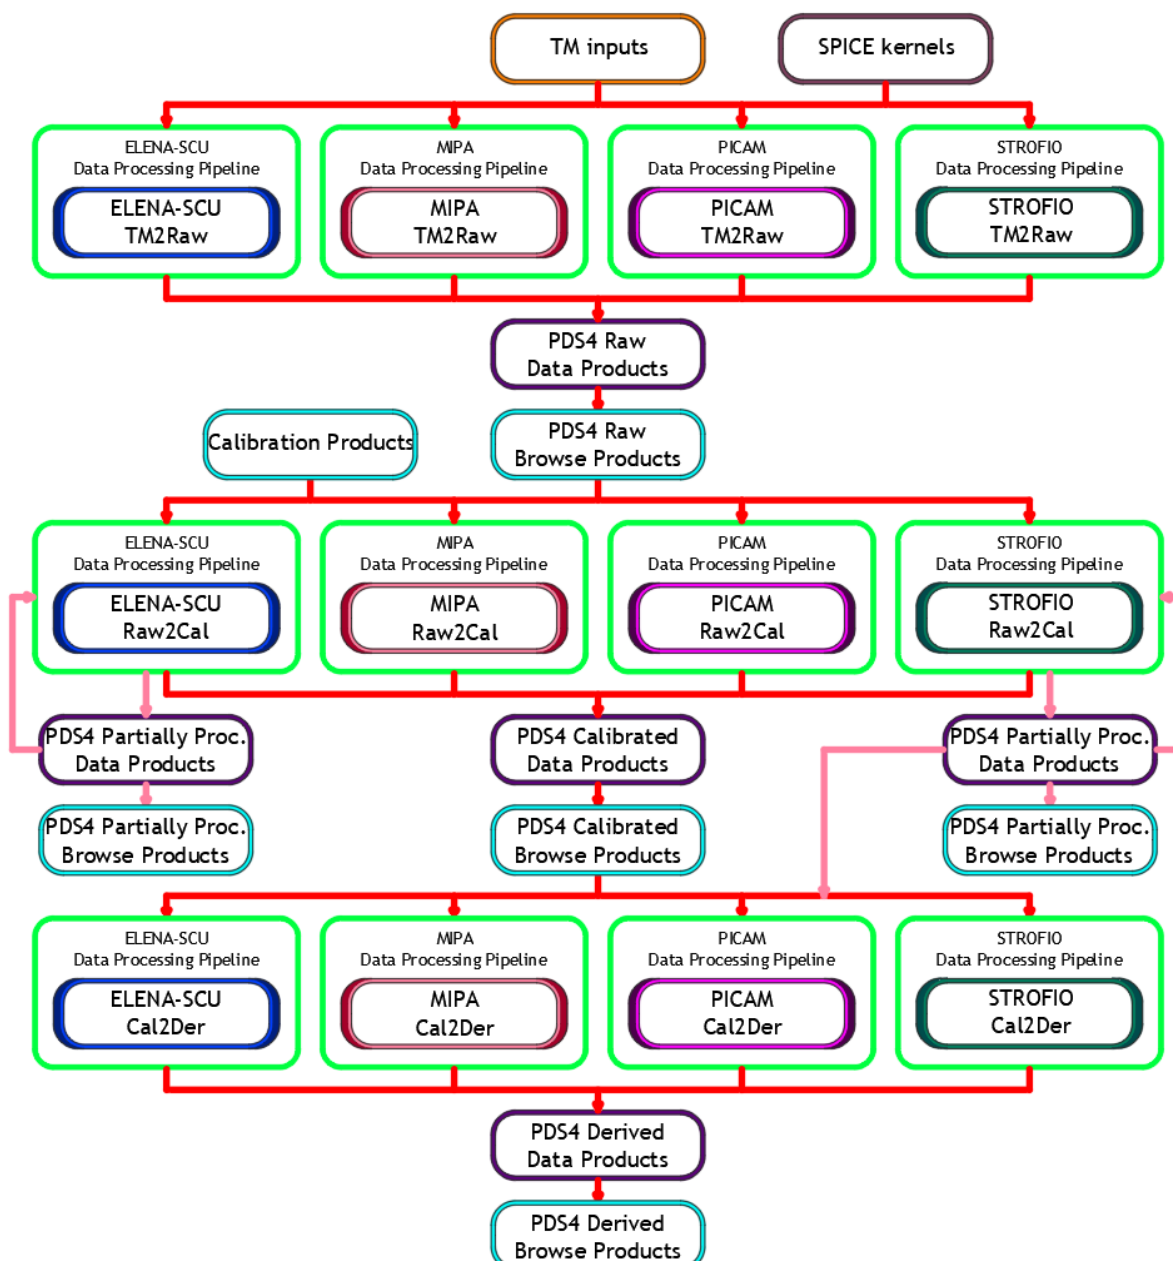 TM inputs
SPICE kernels
ELENA-SCU
Data Processing Pipeline
ELENA-SCU
TM2Raw
MIPA
Data Processing Pipeline
MIPA
TM2Raw
PICAM
Data Processing Pipeline
PICAM
TM2Raw
STROFIO
Data Processing Pipeline
STROFIO
TM2Raw
PDS4 Raw
Data Products
Calibration Products
PDS4 Raw
Browse Products
ELENA-SCU
Data Processing Pipeline
ELENA-SCU
Raw2Cal
MIPA
Data Processing Pipeline
MIPA
Raw2Cal
PICAM
Data Processing Pipeline
PICAM
Raw2Cal
STROFIO
Data Processing Pipeline
STROFIO
Raw2Cal
PDS4 Partially Proc.
Data Products
PDS4 Calibrated
Data Products
PDS4 Partially Proc.
Data Products
PDS4 Partially Proc.
Browse Products
PDS4 Calibrated
Browse Products
PDS4 Partially Proc.
Browse Products
ELENA-SCU
Data Processing Pipeline
ELENA-SCU
Cal2Der
MIPA
Data Processing Pipeline
MIPA
Cal2Der
PICAM
Data Processing Pipeline
PICAM
Cal2Der
STROFIO
Data Processing Pipeline
STROFIO
Cal2Der
PDS4 Derived
Data Products
PDS4 Derived
Browse Products